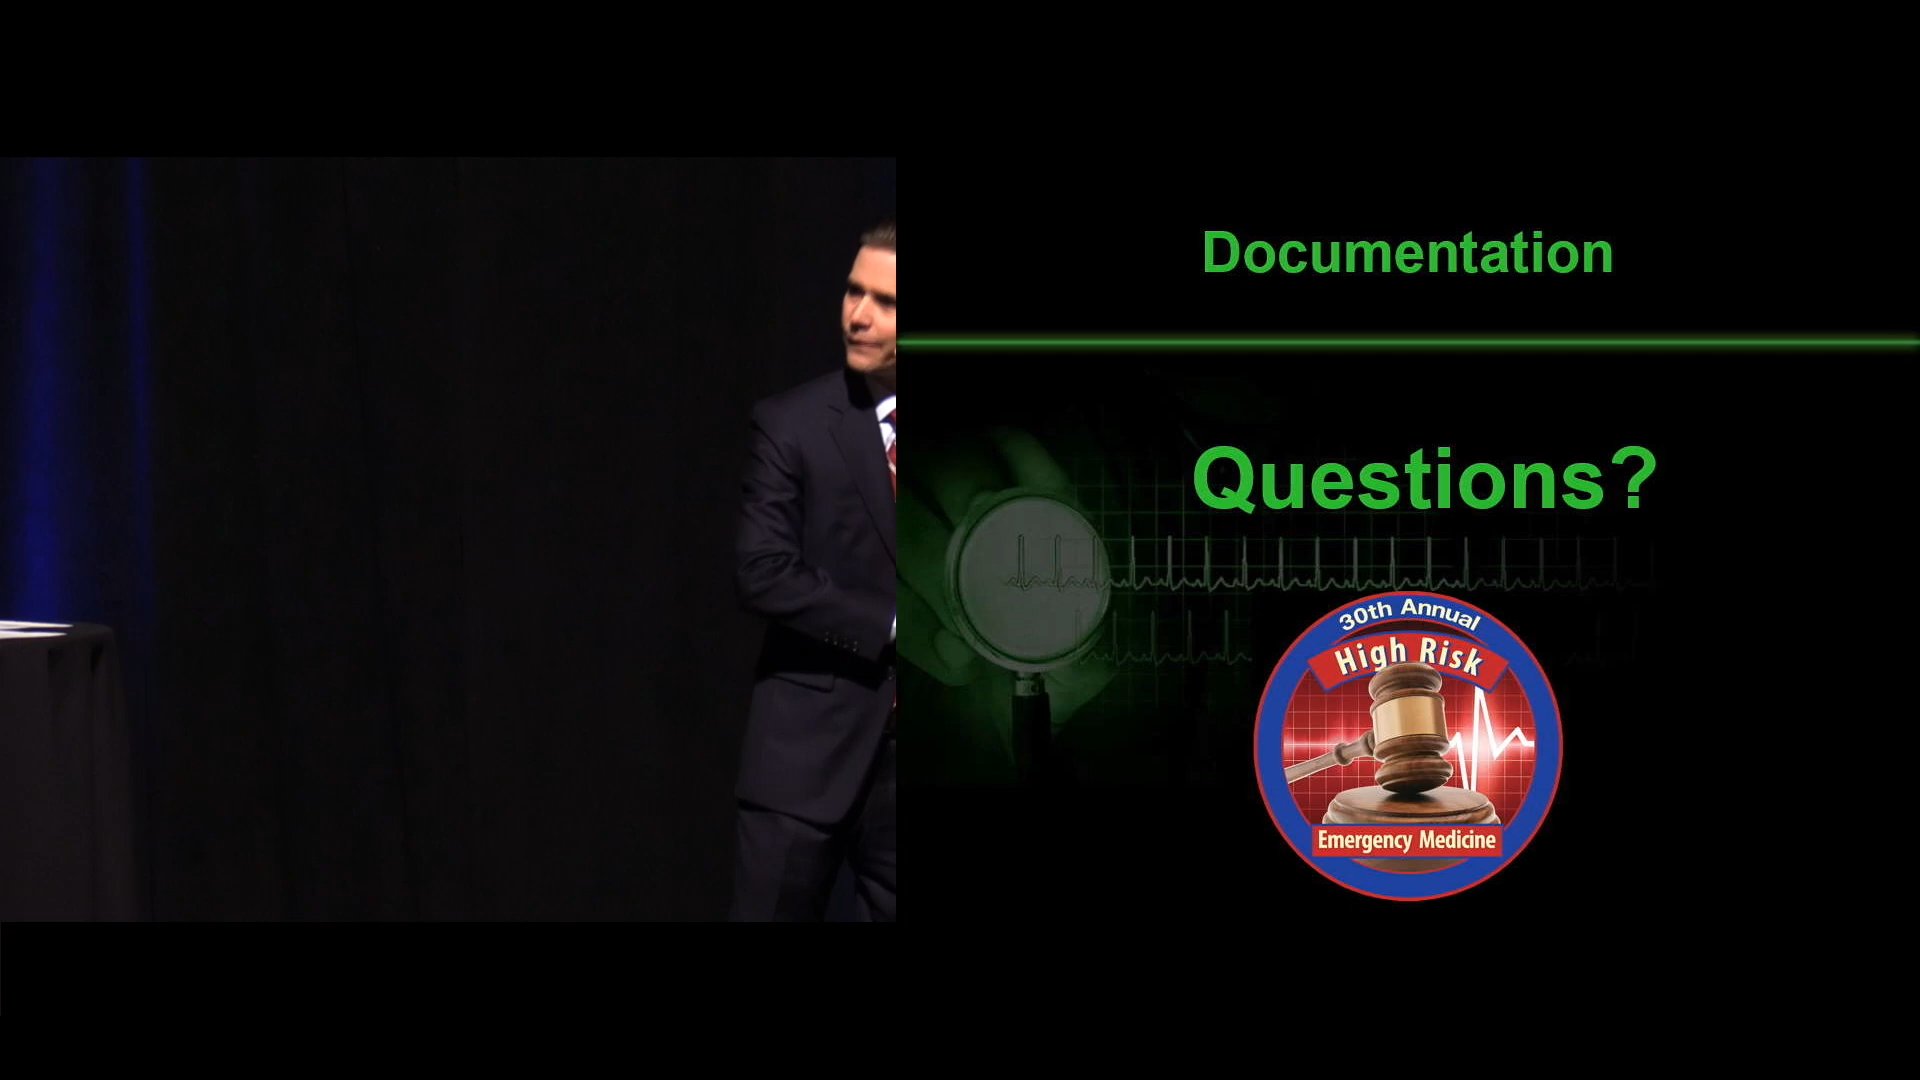 Documentation
Questions?
30th Annual
High Risk
Emergency Medicine